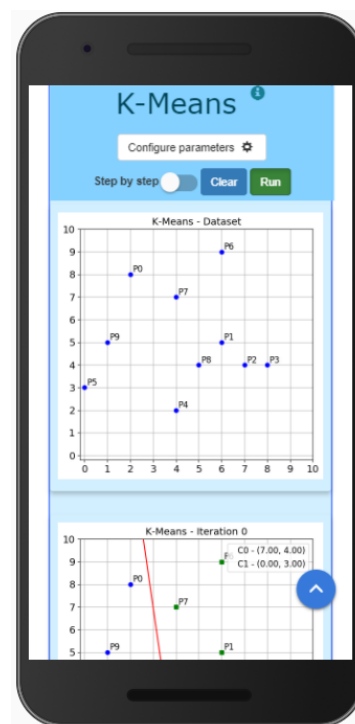 K-Means i
Configure parameters
Step by step Clear Run
K-Means - Dataset
10
9 P6
8 P0
7 P7
6
5 P9 P1
4 P8 P2 P3
3 P5
2 P4
1
0
0 1 2 3 4 5 6 7 8 9 10
K-Means - Iteration 0
10
C0 - (7.00, 4.00)
9 P6
C1 - (0.00, 3.00)
8 P0
7 P7
6
5 P9 P1